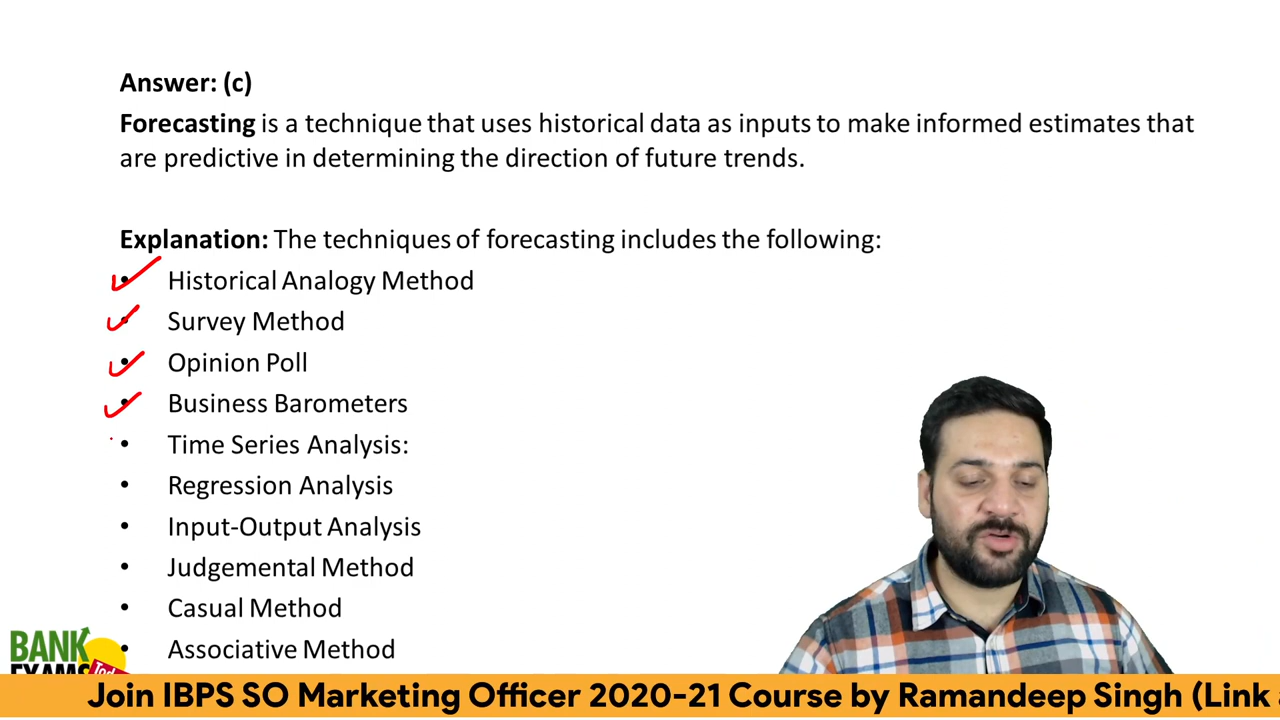 Answer: (c)
Forecasting is a technique that uses historical data as inputs to make informed estimates that
are predictive in determining the direction of future trends.
Explanation: The techniques of forecasting includes the following:
• Historical Analogy Method
• Survey Method
• Opinion Poll
• Business Barometers
• Time Series Analysis:
• Regression Analysis
• Input-Output Analysis
• Judgemental Method
• Casual Method
• Associative Method
BANK
EXAMS Tod
Join IBPS SO Marketing Officer 2020-21 Course by Ramandeep Singh (Link